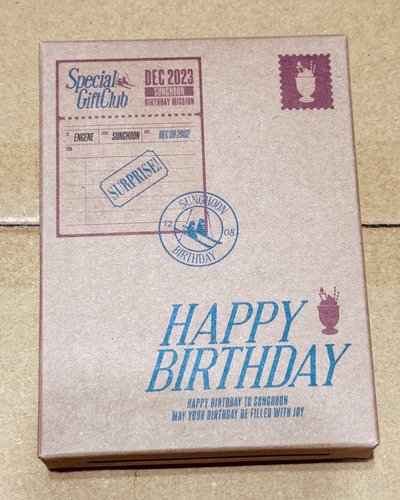 Special
GiftClub
DEC 2023
SUNGHOON
BIRTHDAY MISSION
ENGENE
SUNGHOON
DEC 08 2002
SURPRISE!
SUNGHOON
12 08
BIRTHDAY
HAPPY
BIRTHDAY
HAPPY BIRTHDAY TO SUNGHOON
MAY YOUR BIRTHDAY BE FILLED WITH JOY